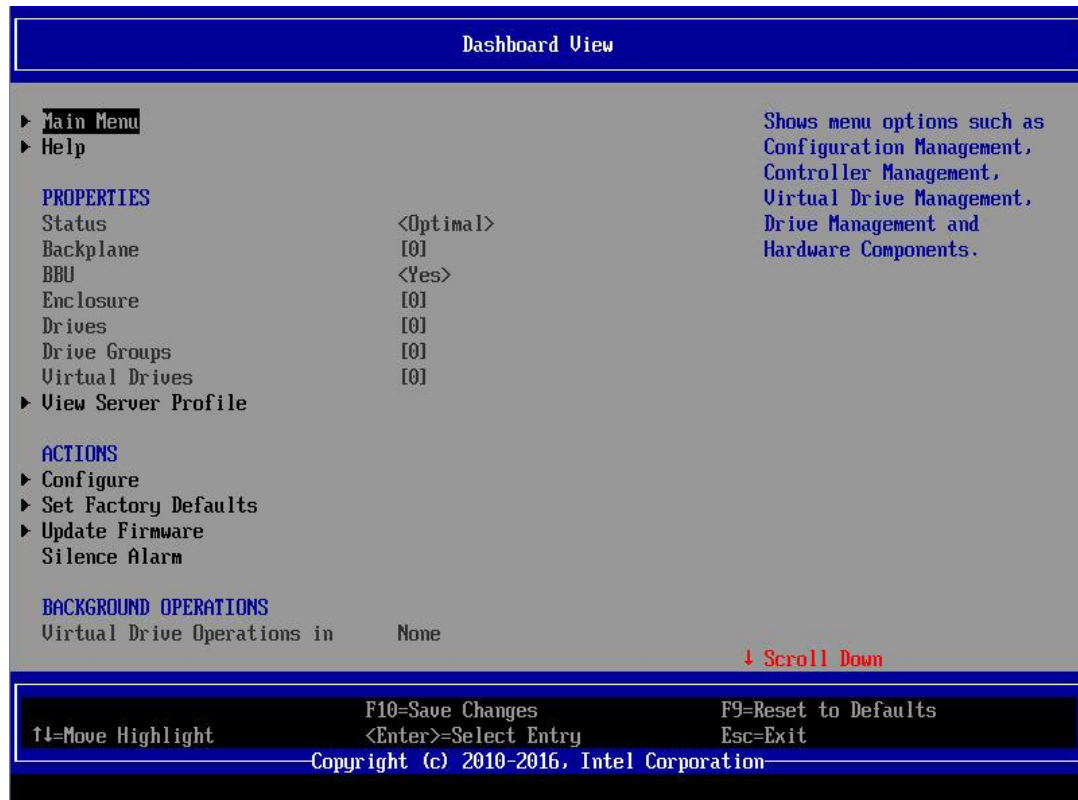 Dashboard View
Main Menu
Help
PROPERTIES
Status <Optimal>
Backplane [0]
BBU <Yes>
Enclosure [0]
Drives [0]
Drive Groups [0]
Virtual Drives [0]
View Server Profile
ACTIONS
Configure
Set Factory Defaults
Update Firmware
Silence Alarm
BACKGROUND OPERATIONS
Virtual Drive Operations in None
Shows menu options such as
Configuration Management,
Controller Management,
Virtual Drive Management,
Drive Management and
Hardware Components.
↓ Scroll Down
F10=Save Changes F9=Reset to Defaults
↑↓=Move Highlight <Enter>=Select Entry Esc=Exit
Copyright (c) 2010-2016, Intel Corporation